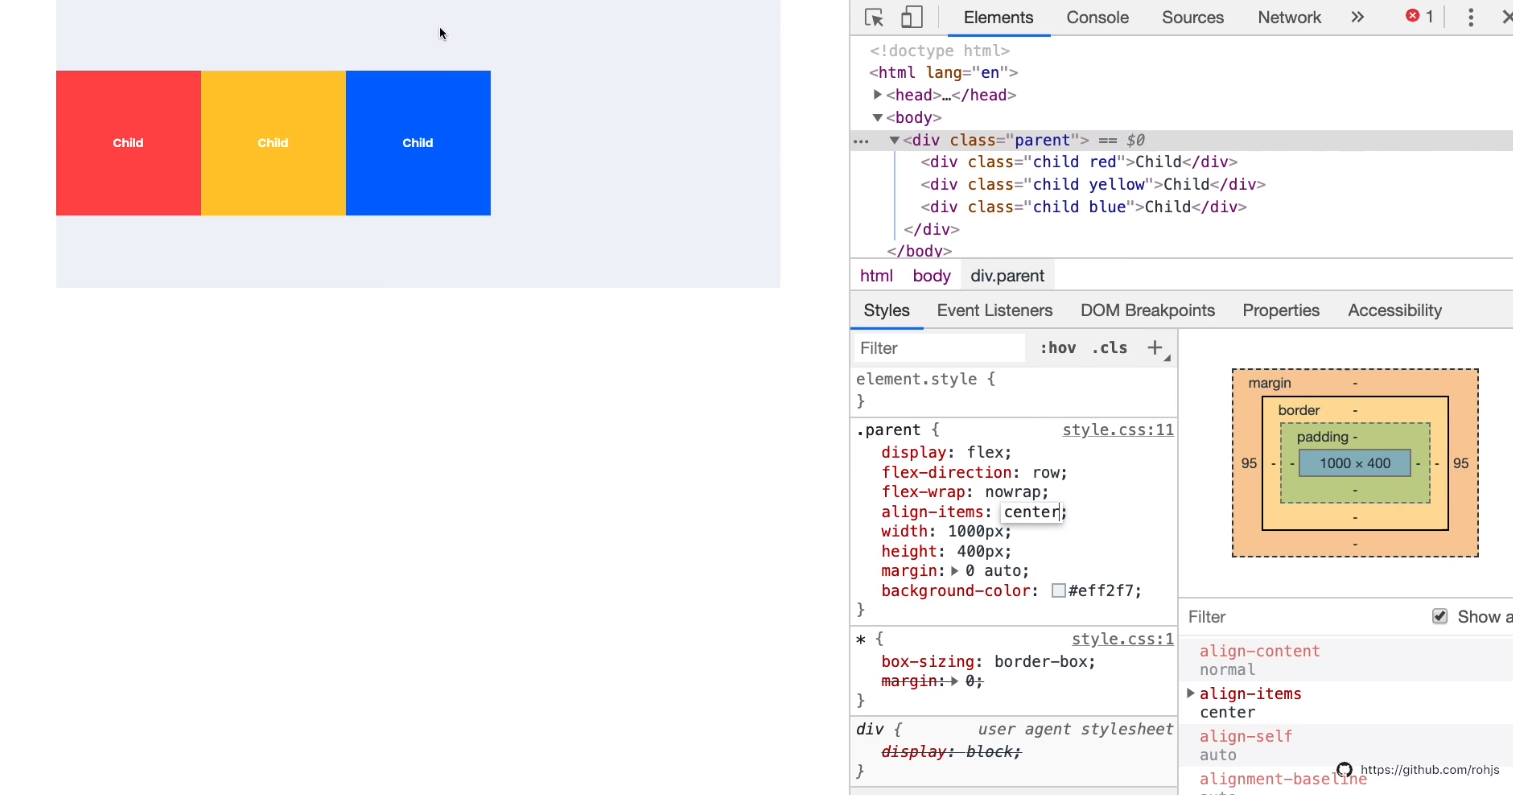 Child Child Child
Elements Console Sources Network » 1
<!doctype html>
<html lang="en">
<head>…</head>
<body>
<div class="parent"> == $0
<div class="child red">Child</div>
<div class="child yellow">Child</div>
<div class="child blue">Child</div>
</div>
</body>
html body div.parent
Styles Event Listeners DOM Breakpoints Properties Accessibility
Filter :hov .cls +
element.style {
}
.parent { style.css:11
display: flex;
flex-direction: row;
flex-wrap: nowrap;
align-items: center;
width: 1000px;
height: 400px;
margin: 0 auto;
background-color: #eff2f7;
}
* { style.css:1
box-sizing: border-box;
margin: 0;
}
div { user agent stylesheet
display: block;
}
margin -
border -
padding -
95 - - 1000 × 400 - - 95
-
-
-
Filter Show a
align-content
normal
align-items
center
align-self
auto
alignment-baseline
https://github.com/rohjs